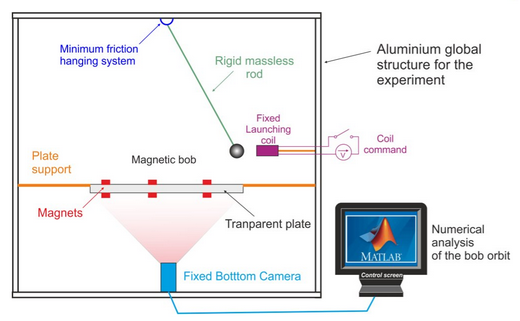 Minimum friction
hanging system
Rigid massless
rod
Aluminium global
structure for the
experiment
Fixed
Launching
coil
Coil
command
V
Plate
support
Magnetic bob
Magnets
Tranparent plate
Fixed Botttom Camera
MATLAB
Control screen
Numerical
analysis
of the bob orbit